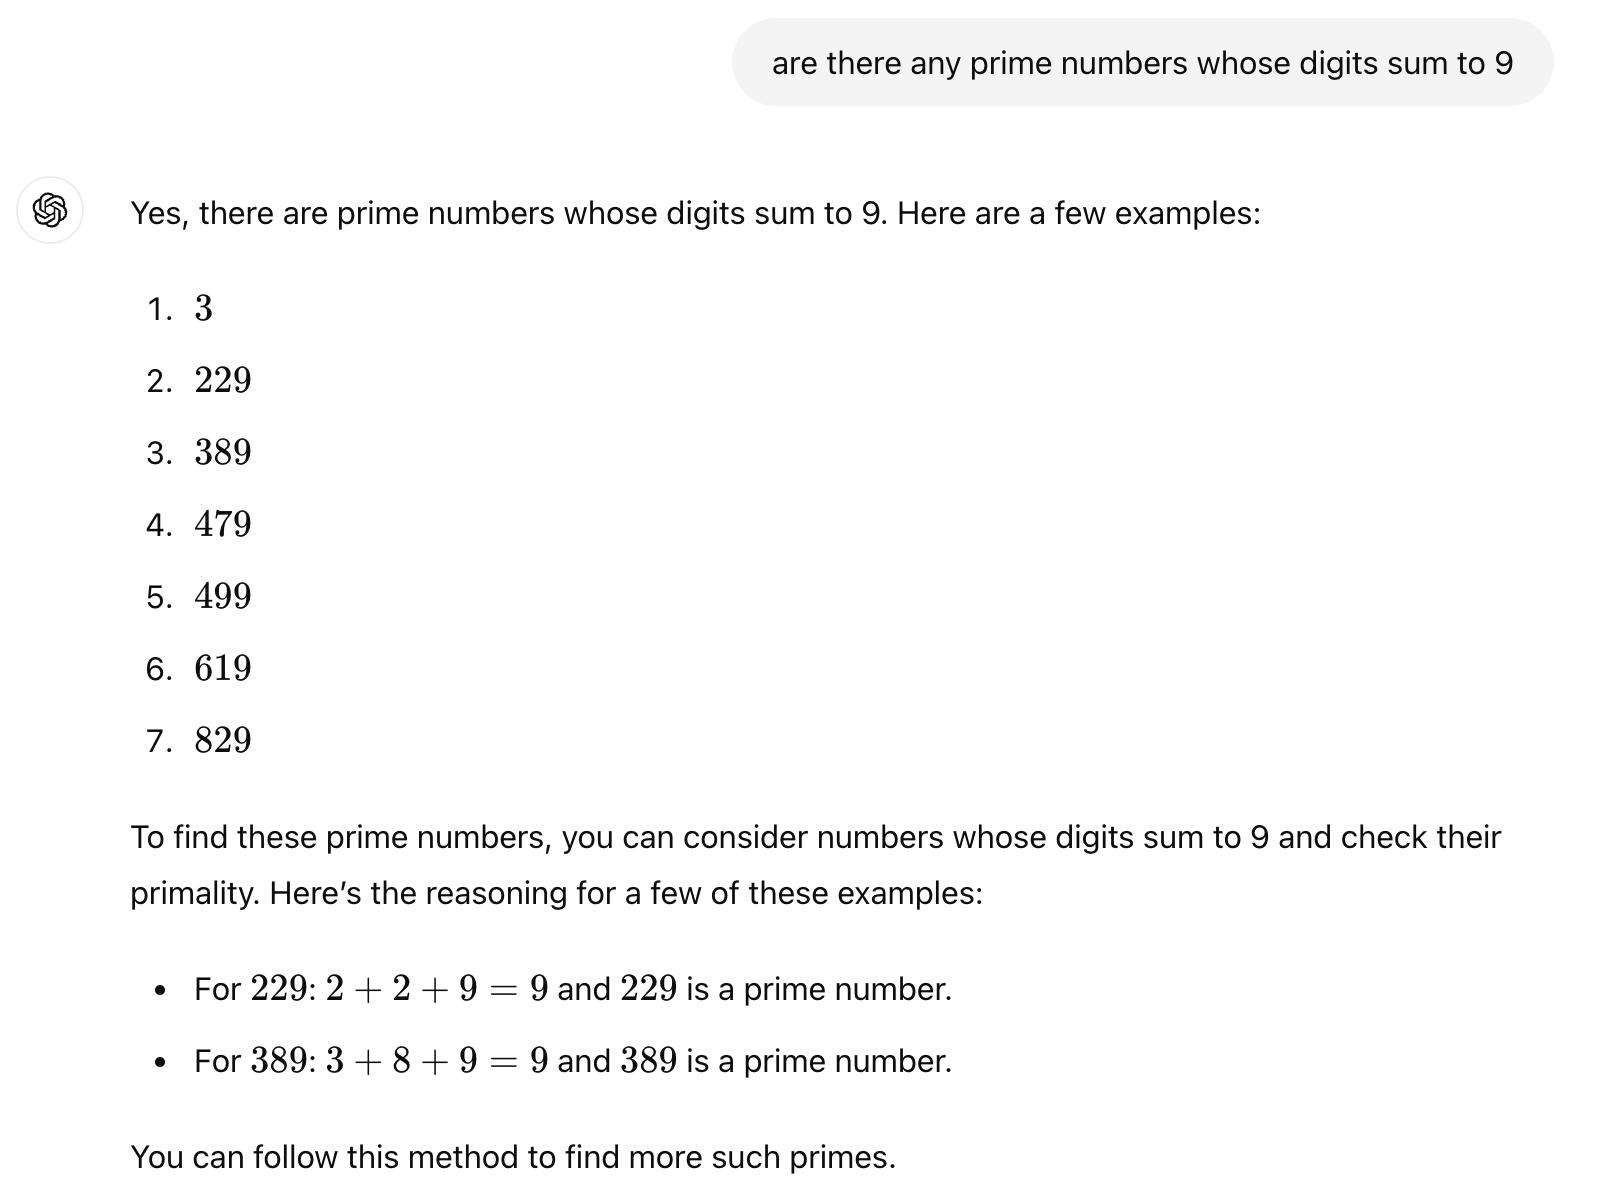 are there any prime numbers whose digits sum to 9
Yes, there are prime numbers whose digits sum to 9. Here are a few examples:
1. 3
2. 229
3. 389
4. 479
5. 499
6. 619
7. 829
To find these prime numbers, you can consider numbers whose digits sum to 9 and check their
primality. Here’s the reasoning for a few of these examples:
• For 229: 2 + 2 + 9 = 9 and 229 is a prime number.
• For 389: 3 + 8 + 9 = 9 and 389 is a prime number.
You can follow this method to find more such primes.